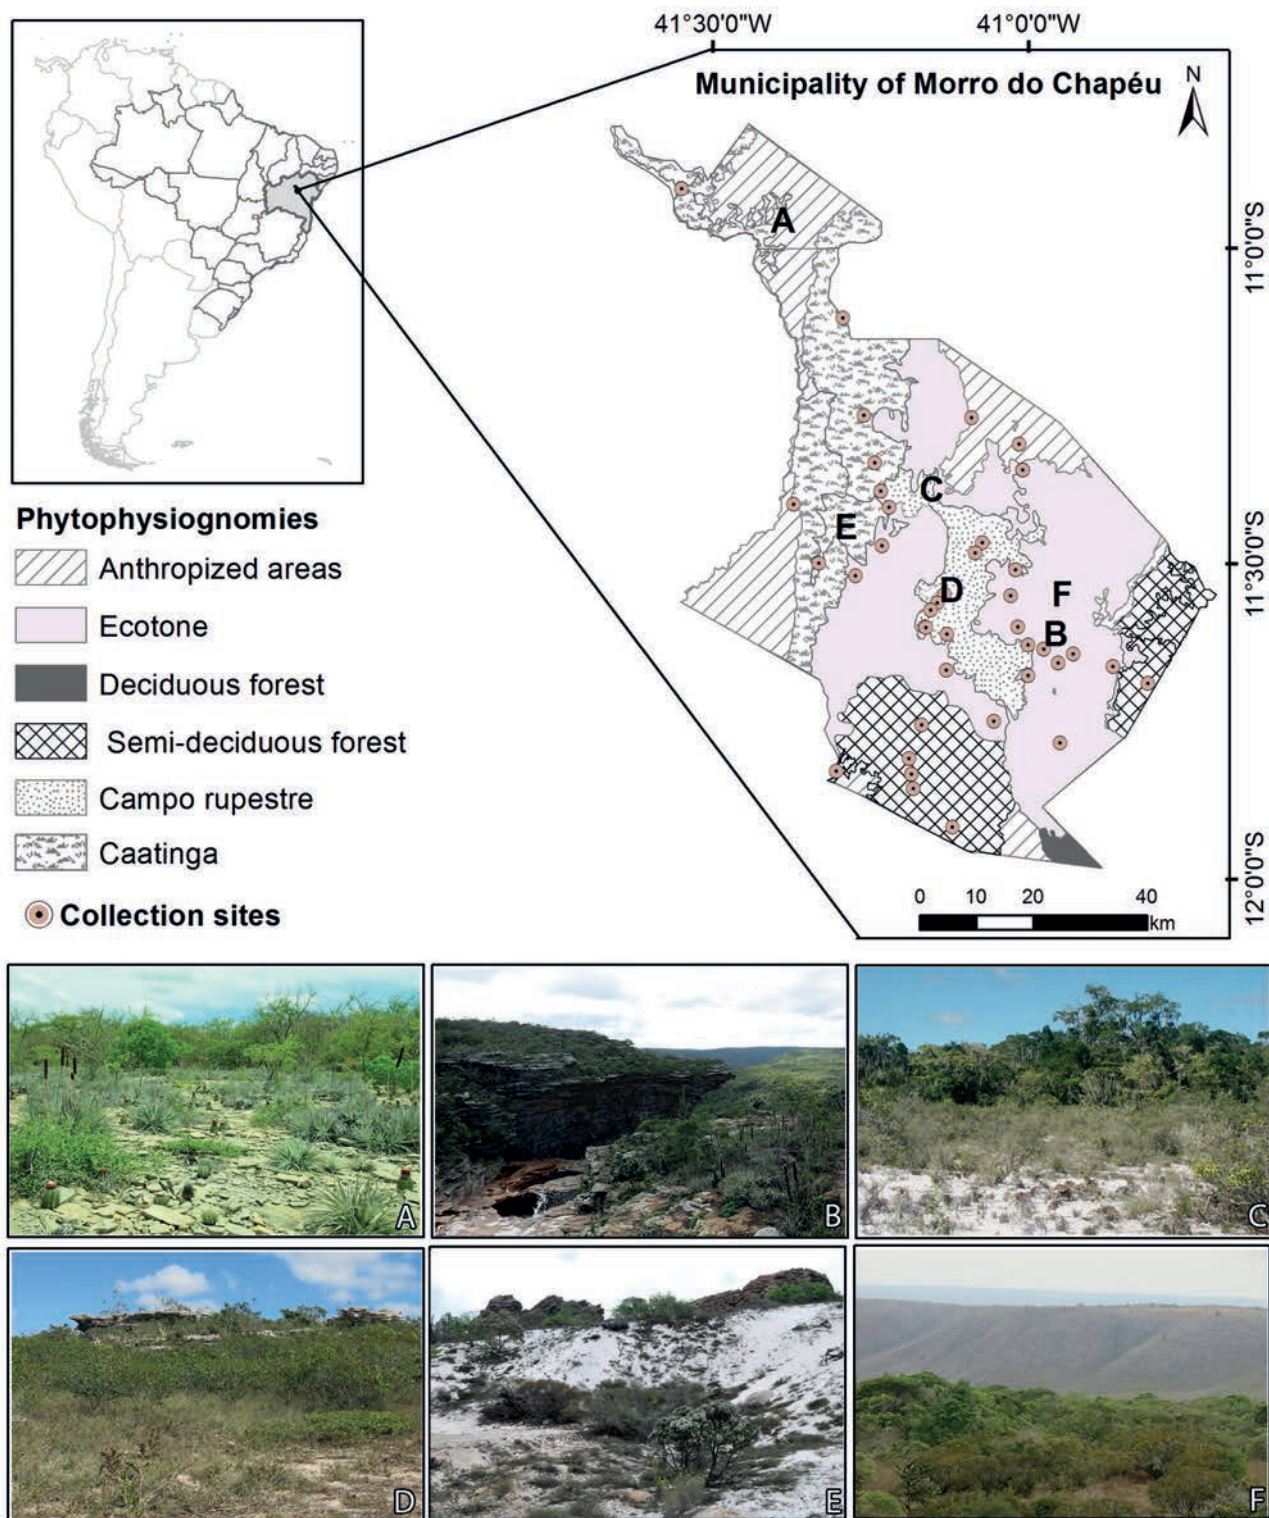 41°30'0"W
41°0'0"W
Municipality of Morro do Chapéu
N
A
11°0'0"S
C
E
11°30'0"S
D
F
B
12°0'0"S
0 10 20 40
km
Phytophysiognomies
Anthropized areas
Ecotone
Deciduous forest
Semi-deciduous forest
Campo rupestre
Caatinga
Collection sites
A
B
C
D
E
F